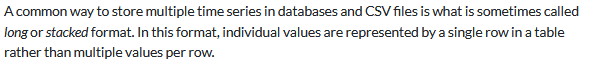 A common way to store multiple time series in databases and CSV files is what is sometimes called
long or stacked format. In this format, individual values are represented by a single row in a table
rather than multiple values per row.